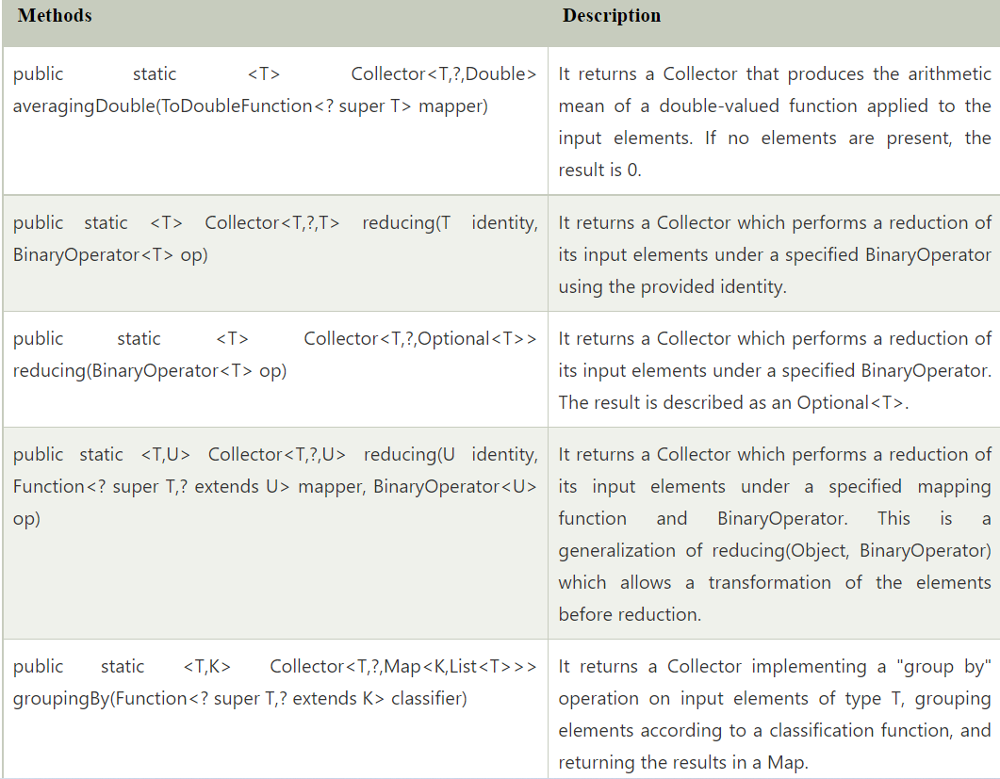 Methods
Description
public static <T> Collector<T,?,Double>
averagingDouble(ToDoubleFunction<? super T> mapper)
It returns a Collector that produces the arithmetic
mean of a double-valued function applied to the
input elements. If no elements are present, the
result is 0.
public static <T> Collector<T,?,T> reducing(T identity,
BinaryOperator<T> op)
It returns a Collector which performs a reduction of
its input elements under a specified BinaryOperator
using the provided identity.
public static <T> Collector<T,?,Optional<T>>
reducing(BinaryOperator<T> op)
It returns a Collector which performs a reduction of
its input elements under a specified BinaryOperator.
The result is described as an Optional<T>.
public static <T,U> Collector<T,?,U> reducing(U identity,
Function<? super T,? extends U> mapper, BinaryOperator<U>
op)
It returns a Collector which performs a reduction of
its input elements under a specified mapping
function and BinaryOperator. This is a
generalization of reducing(Object, BinaryOperator)
which allows a transformation of the elements
before reduction.
public static <T,K> Collector<T,?,Map<K,List<T>>>
groupingBy(Function<? super T,? extends K> classifier)
It returns a Collector implementing a "group by"
operation on input elements of type T, grouping
elements according to a classification function, and
returning the results in a Map.